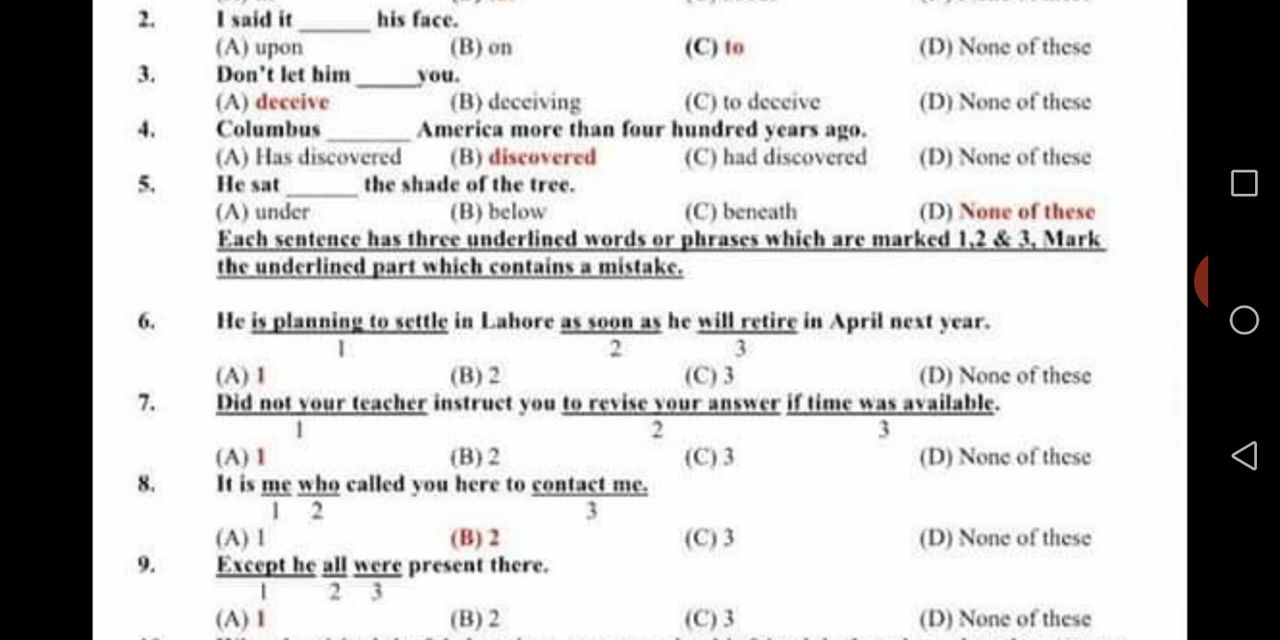 2. I said it ______ his face.
(A) upon (B) on (C) to (D) None of these
3. Don't let him _____you.
(A) deceive (B) deceiving (C) to deceive (D) None of these
4. Columbus _______ America more than four hundred years ago.
(A) Has discovered (B) discovered (C) had discovered (D) None of these
5. He sat ______ the shade of the tree.
(A) under (B) below (C) beneath (D) None of these
Each sentence has three underlined words or phrases which are marked 1,2 & 3, Mark
the underlined part which contains a mistake.
6. He is planning to settle in Lahore as soon as he will retire in April next year.
1 2 3
(A) 1 (B) 2 (C) 3 (D) None of these
7. Did not your teacher instruct you to revise your answer if time was available.
1 2 3
(A) 1 (B) 2 (C) 3 (D) None of these
8. It is me who called you here to contact me.
1 2 3
(A) 1 (B) 2 (C) 3 (D) None of these
9. Except he all were present there.
1 2 3
(A) 1 (B) 2 (C) 3 (D) None of these